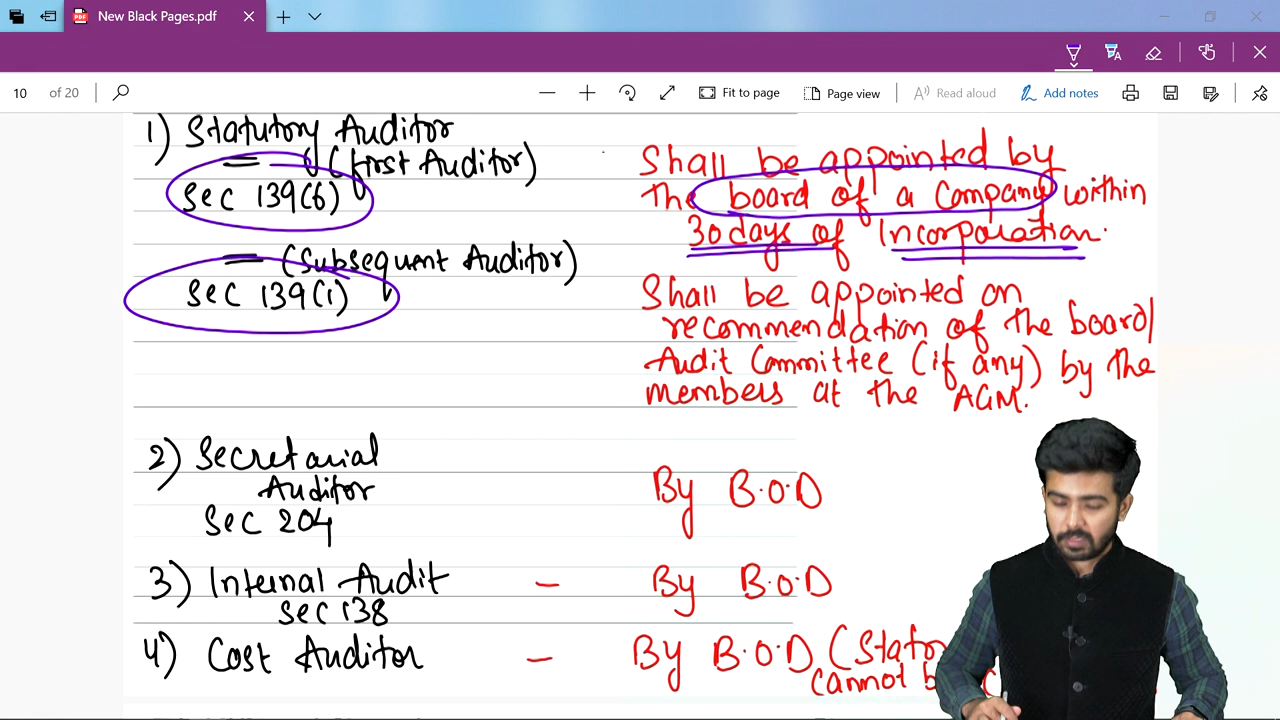 New Black Pages.pdf
10 of 20
Fit to page
Page view
Read aloud
Add notes
1) Statutory Auditor
= (first Auditor)
Sec 139(6)
= (Subsequent Auditor)
Sec 139(1)
Shall be appointed by
the board of a Company within
30 days of Incorporation.
Shall be appointed on
recommendation of the board/
Audit Committee (if any) by the
members at the AGM.
2) Secretarial
Auditor
Sec 204
By B.O.D
3) Internal Audit - By B.O.D
Sec 138
4) Cost Auditor - By B.O.D (Stator
cannot b